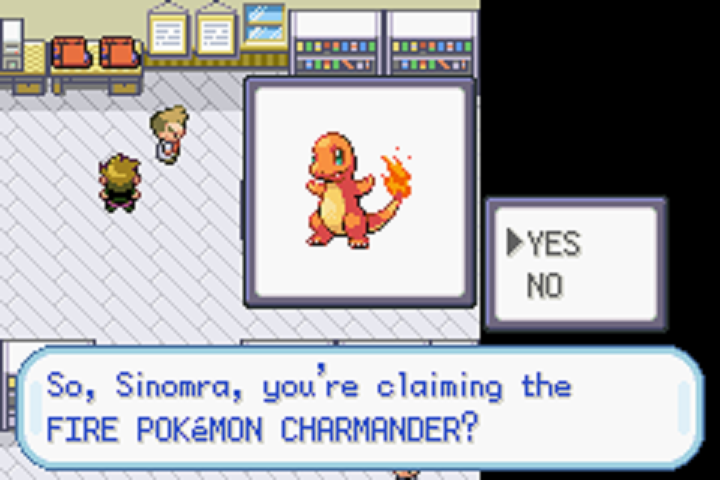 YES
NO
So, Sinomra, you're claiming the
FIRE POKéMON CHARMANDER?